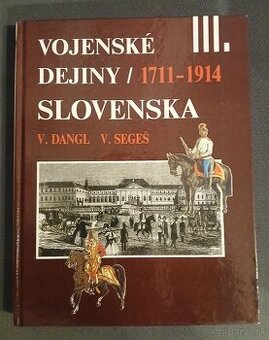 VOJENSKÉ III.
DEJINY / 1711-1914
SLOVENSKA
V. DANGL V. SEGEŠ